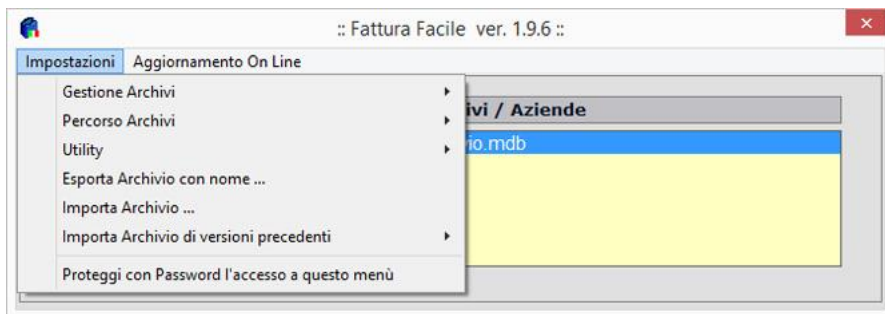 :: Fattura Facile ver. 1.9.6 ::
Impostazioni Aggiornamento On Line
Gestione Archivi
Percorso Archivi
Utility
Esporta Archivio con nome ...
Importa Archivio ...
Importa Archivio di versioni precedenti
Proteggi con Password l'accesso a questo menù
ivi / Aziende
io.mdb